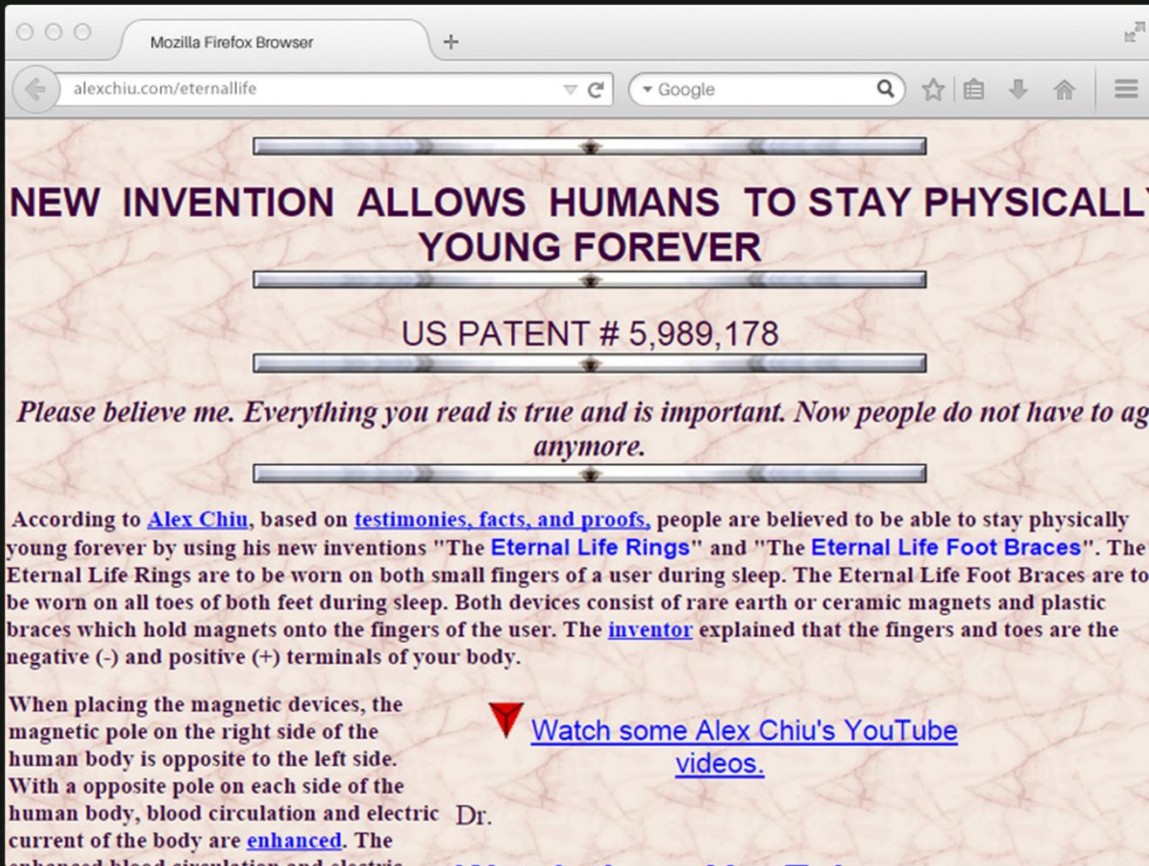 Mozilla Firefox Browser
alexchiu.com/eternallife
Google
NEW INVENTION ALLOWS HUMANS TO STAY PHYSICALLY
YOUNG FOREVER
US PATENT # 5,989,178
Please believe me. Everything you read is true and is important. Now people do not have to ag
anymore.
According to Alex Chiu, based on testimonies, facts, and proofs, people are believed to be able to stay physically
young forever by using his new inventions "The Eternal Life Rings" and "The Eternal Life Foot Braces". The
Eternal Life Rings are to be worn on both small fingers of a user during sleep. The Eternal Life Foot Braces are to
be worn on all toes of both feet during sleep. Both devices consist of rare earth or ceramic magnets and plastic
braces which hold magnets onto the fingers of the user. The inventor explained that the fingers and toes are the
negative (-) and positive (+) terminals of your body.
When placing the magnetic devices, the
magnetic pole on the right side of the
human body is opposite to the left side.
With a opposite pole on each side of the
human body, blood circulation and electric
current of the body are enhanced. The
enhanced blood circulation and electric
Watch some Alex Chiu's YouTube
videos.
Dr.